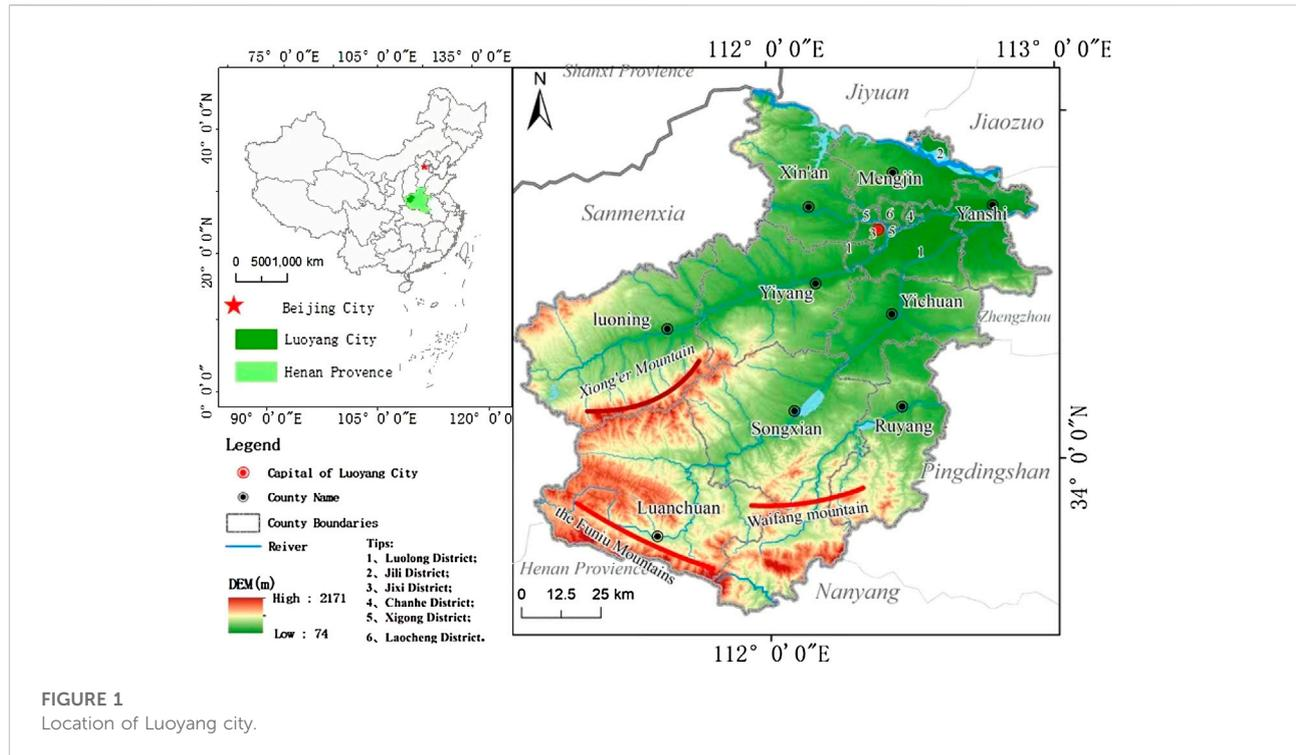 75° 0′0″E 105° 0′0″E 135° 0′0″E
40° 0′0″N
20° 0′0″N
0° 0′0″
0 5001,000 km
Beijing City
Luoyang City
Henan Provence
90° 0′0″E 105° 0′0″E 120° 0′0
Legend
Capital of Luoyang City
County Name
County Boundaries
Reiver
DEM(m)
High : 2171
Low : 74
Tips:
1、Luolong District;
2、Jili District;
3、Jixi District;
4、Chanhe District;
5、Xigong District;
6、Laocheng District.
112° 0′0″E 113° 0′0″E
Shanxi Provience
N
Jiyuan
Jiaozuo
2
Xin'an
Mengjin
Sanmenxia
5 6 4
Yanshi
3 5
1 1
Yiyang
Yichuan
luoning
Zhengzhou
Xiong'er Mountain
Songxian
Ruyang
34° 0′0″N
Pingdingshan
Luanchuan
Waifang mountain
the Funiu Mountains
Henan Provience
Nanyang
0 12.5 25 km
112° 0′0″E
FIGURE 1
Location of Luoyang city.